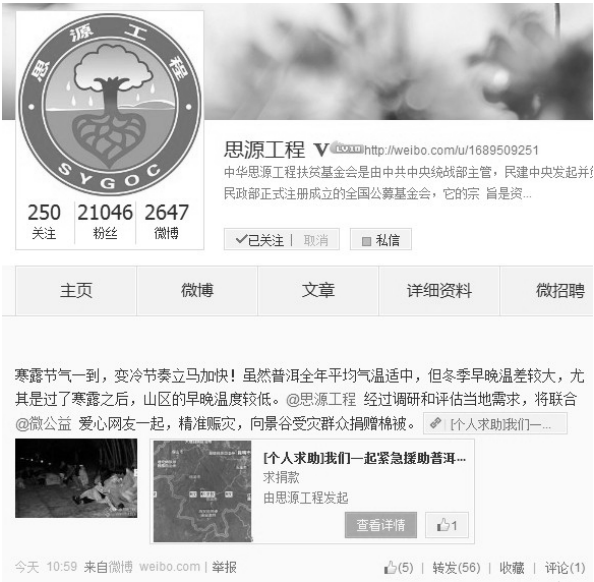 思源工程
SYGOC
思源工程 V LV10 http://weibo.com/u/1689509251
中华思源工程扶贫基金会是由中共中央统战部主管，民建中央发起并
民政部正式注册成立的全国公募基金会，它的宗 旨是资...
250 21046 2647
关注 粉丝 微博
已关注 | 取消 私信
主页 微博 文章 详细资料 微招聘
寒露节气一到，变冷节奏立马加快！虽然普洱全年平均气温适中，但冬季早晚温差较大，尤
其是过了寒露之后，山区的早晚温度较低。@思源工程 经过调研和评估当地需求，将联合
@微公益 爱心网友一起，精准赈灾，向景谷受灾群众捐赠棉被。 [个人求助]我们一...
[个人求助]我们一起紧急援助普洱...
求捐款
由思源工程发起
查看详情 1
今天 10:59 来自微博 weibo.com | 举报 (5) | 转发(56) | 收藏 | 评论(1)